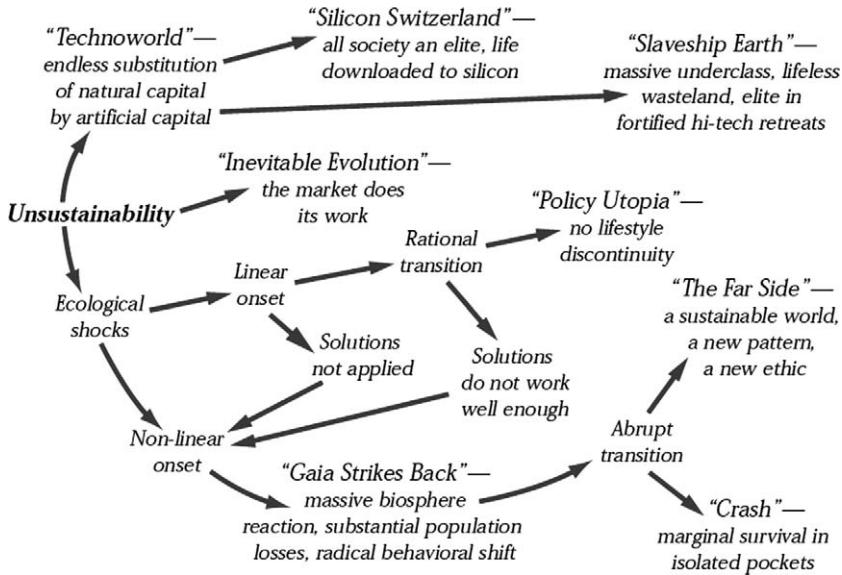 “Technoworld”—
endless substitution
of natural capital
by artificial capital
“Silicon Switzerland”—
all society an elite, life
downloaded to silicon
“Slaveship Earth”—
massive underclass, lifeless
wasteland, elite in
fortified hi-tech retreats
“Inevitable Evolution”—
the market does
its work
Unsustainability
“Policy Utopia”—
no lifestyle
discontinuity
Rational
transition
Linear
onset
Ecological
shocks
“The Far Side”—
a sustainable world,
a new pattern,
a new ethic
Solutions
not applied
Solutions
do not work
well enough
Non-linear
onset
Abrupt
transition
“Gaia Strikes Back”—
massive biosphere
reaction, substantial population
losses, radical behavioral shift
“Crash”—
marginal survival in
isolated pockets